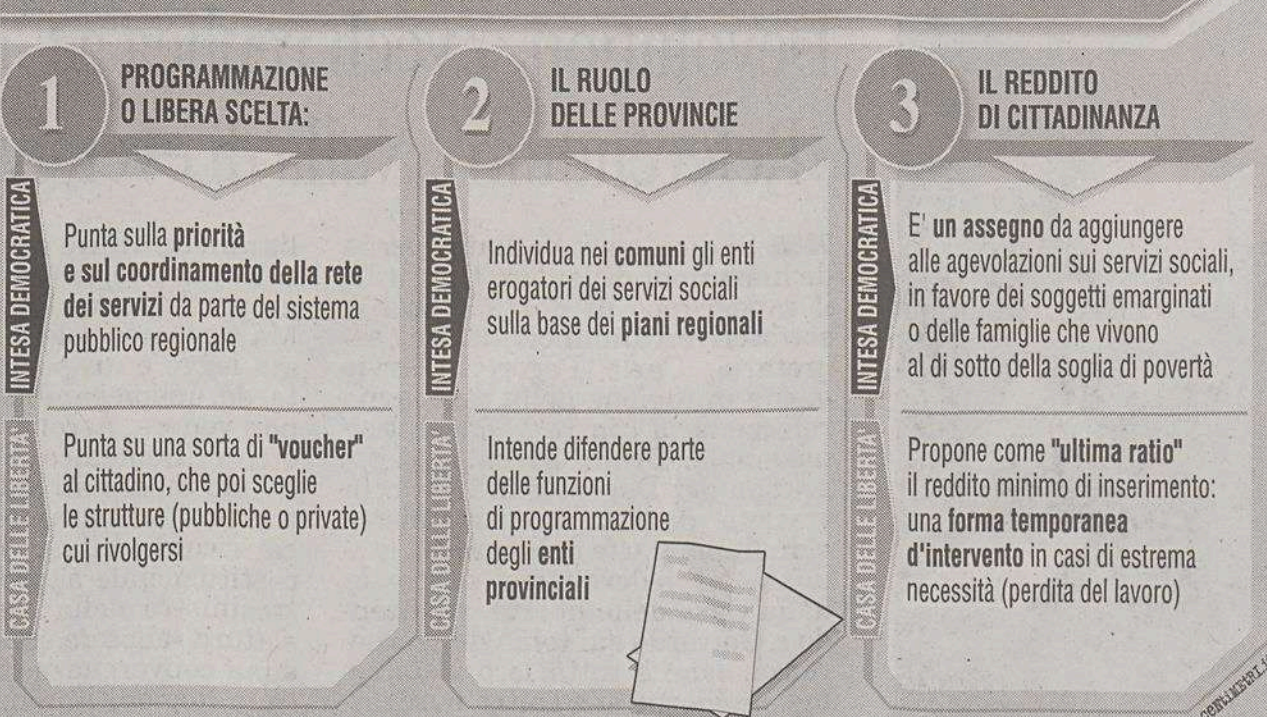 1
PROGRAMMAZIONE
O LIBERA SCELTA:
INTESA DEMOCRATICA
Punta sulla priorità
e sul coordinamento della rete
dei servizi da parte del sistema
pubblico regionale
CASA DELLE LIBERTA'
Punta su una sorta di "voucher"
al cittadino, che poi sceglie
le strutture (pubbliche o private)
cui rivolgersi
2
IL RUOLO
DELLE PROVINCIE
INTESA DEMOCRATICA
Individua nei comuni gli enti
erogatori dei servizi sociali
sulla base dei piani regionali
CASA DELLE LIBERTA'
Intende difendere parte
delle funzioni
di programmazione
degli enti
provinciali
3
IL REDDITO
DI CITTADINANZA
INTESA DEMOCRATICA
E' un assegno da aggiungere
alle agevolazioni sui servizi sociali,
in favore dei soggetti emarginati
o delle famiglie che vivono
al di sotto della soglia di povertà
CASA DELLE LIBERTA'
Propone come "ultima ratio"
il reddito minimo di inserimento:
una forma temporanea
d'intervento in casi di estrema
necessità (perdita del lavoro)